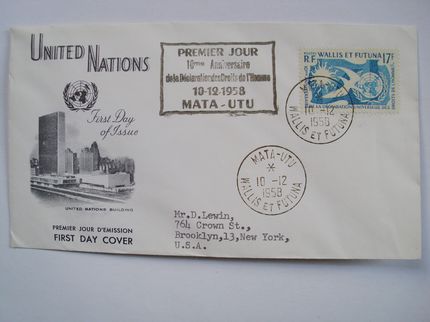 UNITED NATIONS
First Day
of Issue
UNITED NATIONS BUILDING
PREMIER JOUR D'EMISSION
FIRST DAY COVER
PREMIER JOUR
10ème Anniversaire
de la Déclaration des Droits de l'Homme
10-12-1958
MATA-UTU
WALLIS ET FUTUNA
RF
17F
10 -12
1958
WALLIS ET FUTUNA
MATA-UTU
*
10 -12
1958
WALLIS ET FUTUNA
Mr.D.Lewin,
764 Crown St.,
Brooklyn,13,New York,
U.S.A.